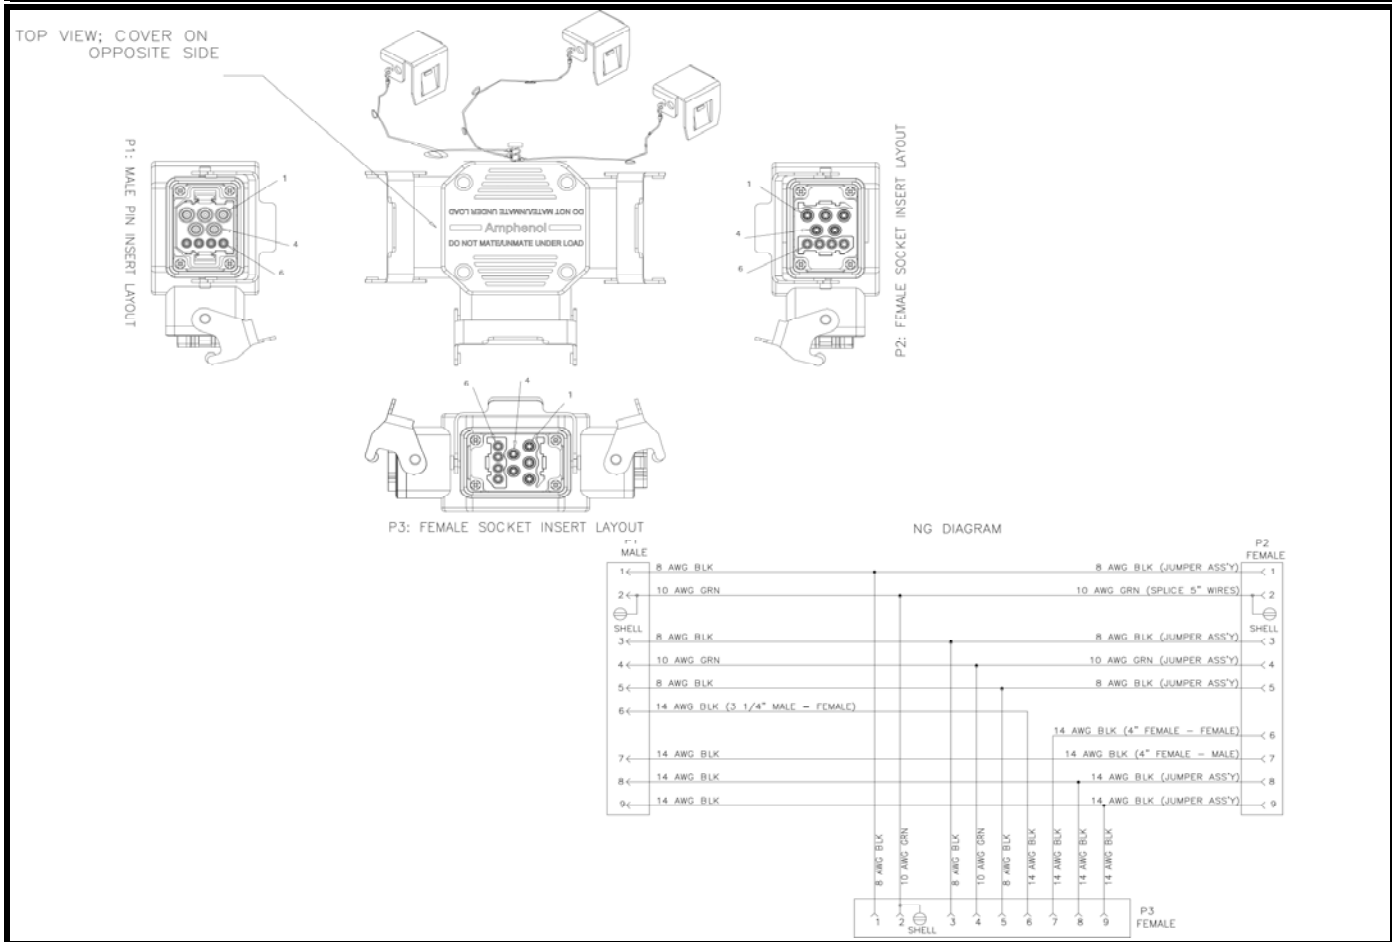 TOP VIEW; COVER ON
OPPOSITE SIDE
P1: MALE PIN INSERT LAYOUT
1
4
6
DO NOT MATE/UNMATE UNDER LOAD
Amphenol
DO NOT MATE/UNMATE UNDER LOAD
1
4
6
P2: FEMALE SOCKET INSERT LAYOUT
6
4
1
P3: FEMALE SOCKET INSERT LAYOUT
NG DIAGRAM
MALE
P2
FEMALE
1 8 AWG BLK 8 AWG BLK (JUMPER ASS'Y) 1
2 10 AWG GRN 10 AWG GRN (SPLICE 5" WIRES) 2
SHELL SHELL
3 8 AWG BLK 8 AWG BLK (JUMPER ASS'Y) 3
4 10 AWG GRN 10 AWG GRN (JUMPER ASS'Y) 4
5 8 AWG BLK 8 AWG BLK (JUMPER ASS'Y) 5
6 14 AWG BLK (3 1/4" MALE - FEMALE)
14 AWG BLK (4" FEMALE - FEMALE) 6
7 14 AWG BLK 14 AWG BLK (4" FEMALE - MALE) 7
8 14 AWG BLK 14 AWG BLK (JUMPER ASS'Y) 8
9 14 AWG BLK 14 AWG BLK (JUMPER ASS'Y) 9
8 AWG BLK
10 AWG GRN
8 AWG BLK
10 AWG GRN
8 AWG BLK
14 AWG BLK
14 AWG BLK
14 AWG BLK
14 AWG BLK
1 2 SHELL 3 4 5 6 7 8 9
P3
FEMALE